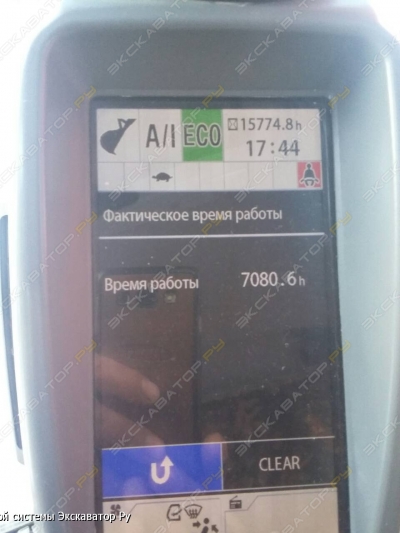 A/I ECO 15774.8h
17:44
Фактическое время работы
Время работы 7080.6h
CLEAR
ой системы Экскаватор Ру
ЭКСКАВАТОР.РУ